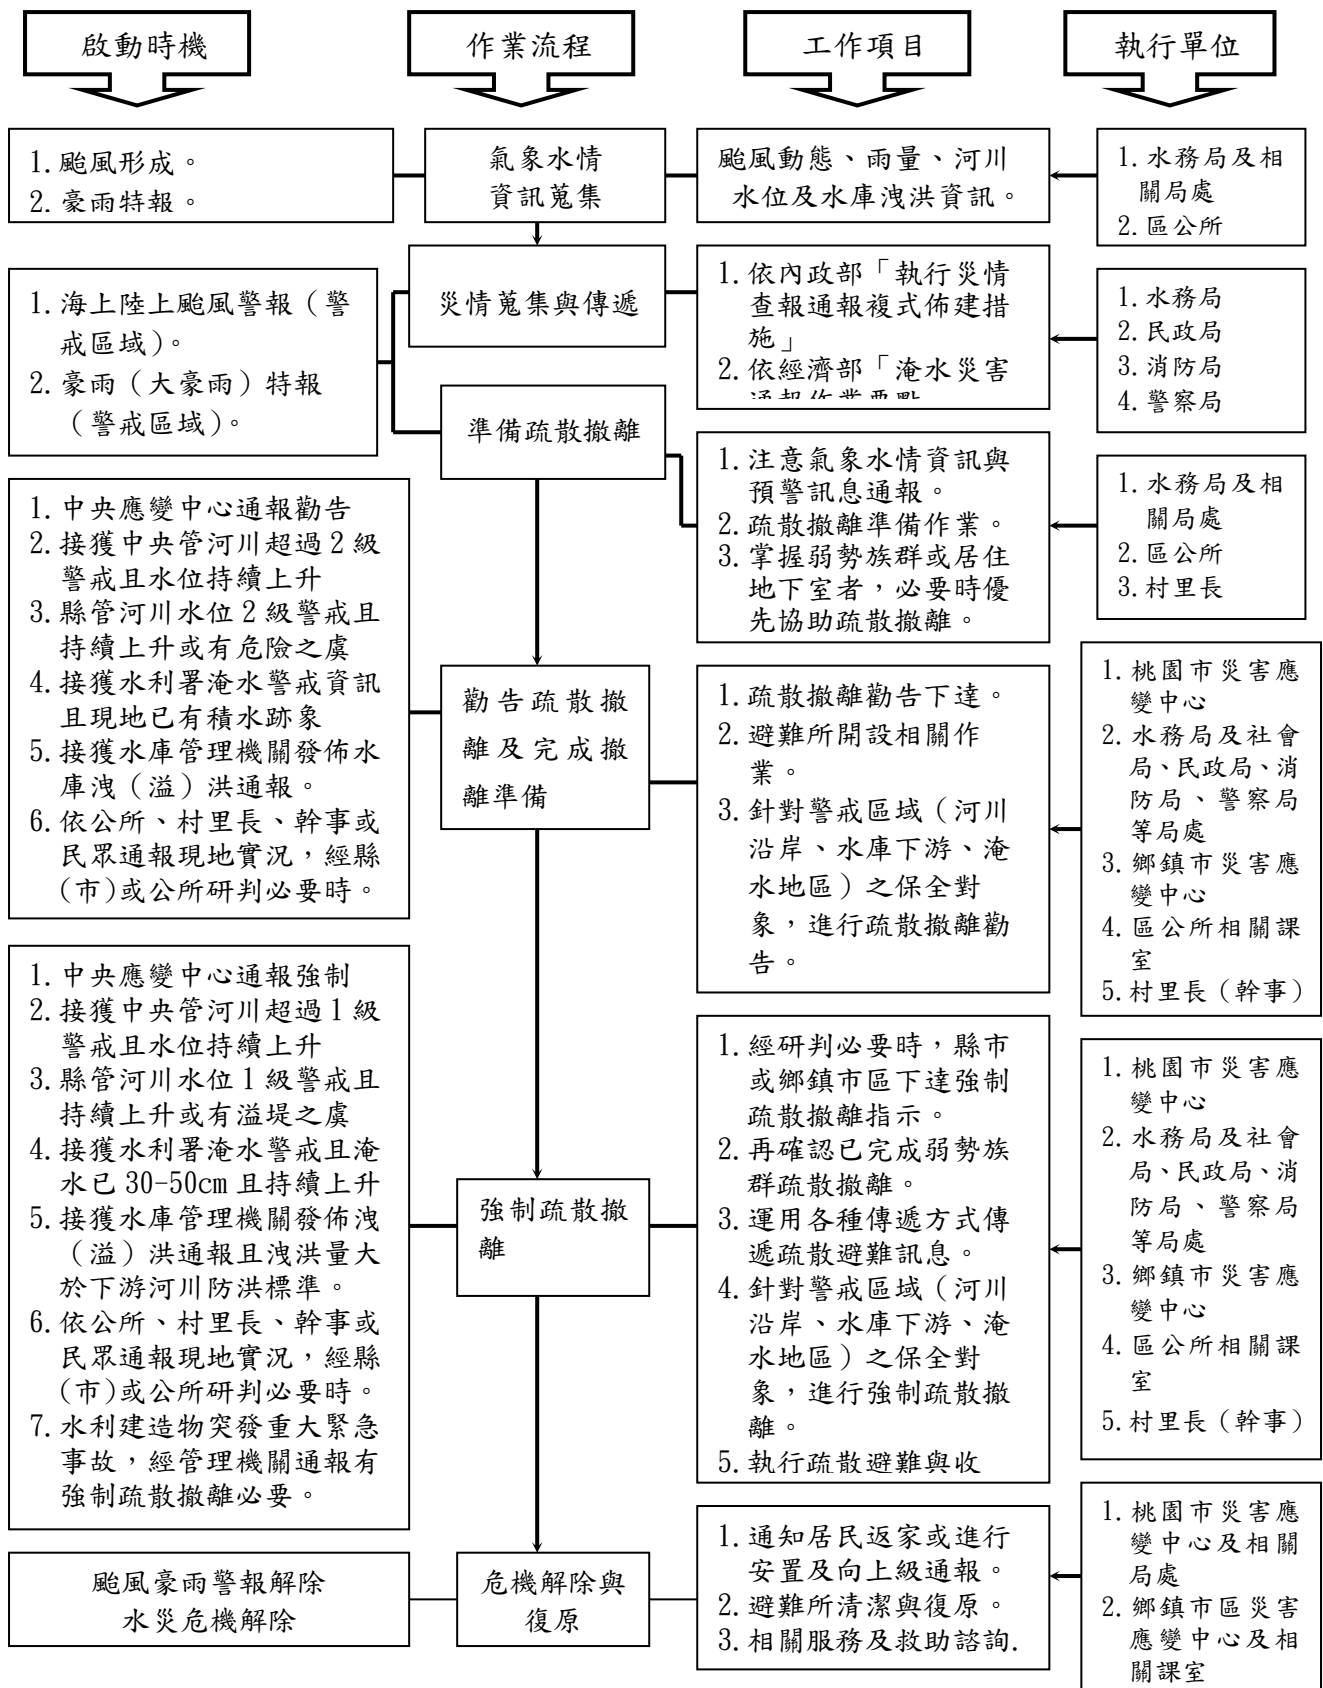 啟動時機
作業流程
工作項目
執行單位
1.颱風形成。
2.豪雨特報。
氣象水情
資訊蒐集
颱風動態、雨量、河川
水位及水庫洩洪資訊。
1.水務局及相
關局處
2.區公所
1.海上陸上颱風警報（警
戒區域）。
2.豪雨（大豪雨）特報
（警戒區域）。
災情蒐集與傳遞
1.依內政部「執行災情
查報通報複式佈建措
施」
2.依經濟部「淹水災害
通報作業要點
1.水務局
2.民政局
3.消防局
4.警察局
準備疏散撤離
1.注意氣象水情資訊與
預警訊息通報。
2.疏散撤離準備作業。
3.掌握弱勢族群或居住
地下室者，必要時優
先協助疏散撤離。
1.水務局及相
關局處
2.區公所
3.村里長
1.中央應變中心通報勸告
2.接獲中央管河川超過2級
警戒且水位持續上升
3.縣管河川水位2級警戒且
持續上升或有危險之虞
4.接獲水利署淹水警戒資訊
且現地已有積水跡象
5.接獲水庫管理機關發佈水
庫洩（溢）洪通報。
6.依公所、村里長、幹事或
民眾通報現地實況，經縣
(市)或公所研判必要時。
勸告疏散撤
離及完成撤
離準備
1.疏散撤離勸告下達。
2.避難所開設相關作
業。
3.針對警戒區域（河川
沿岸、水庫下游、淹
水地區）之保全對
象，進行疏散撤離勸
告。
1.桃園市災害應
變中心
2.水務局及社會
局、民政局、消
防局、警察局
等局處
3.鄉鎮市災害應
變中心
4.區公所相關課
室
5.村里長（幹事）
1.中央應變中心通報強制
2.接獲中央管河川超過1級
警戒且水位持續上升
3.縣管河川水位1級警戒且
持續上升或有溢堤之虞
4.接獲水利署淹水警戒且淹
水已30-50cm且持續上升
5.接獲水庫管理機關發佈洩
（溢）洪通報且洩洪量大
於下游河川防洪標準。
6.依公所、村里長、幹事或
民眾通報現地實況，經縣
(市)或公所研判必要時。
7.水利建造物突發重大緊急
事故，經管理機關通報有
強制疏散撤離必要。
強制疏散撤
離
1.經研判必要時，縣市
或鄉鎮市區下達強制
疏散撤離指示。
2.再確認已完成弱勢族
群疏散撤離。
3.運用各種傳遞方式傳
遞疏散避難訊息。
4.針對警戒區域（河川
沿岸、水庫下游、淹
水地區）之保全對
象，進行強制疏散撤
離。
5.執行疏散避難與收
1.桃園市災害應
變中心
2.水務局及社會
局、民政局、消
防局、警察局
等局處
3.鄉鎮市災害應
變中心
4.區公所相關課
室
5.村里長（幹事）
颱風豪雨警報解除
水災危機解除
危機解除與
復原
1.通知居民返家或進行
安置及向上級通報。
2.避難所清潔與復原。
3.相關服務及救助諮詢.
1.桃園市災害應
變中心及相關
局處
2.鄉鎮市區災害
應變中心及相
關課室